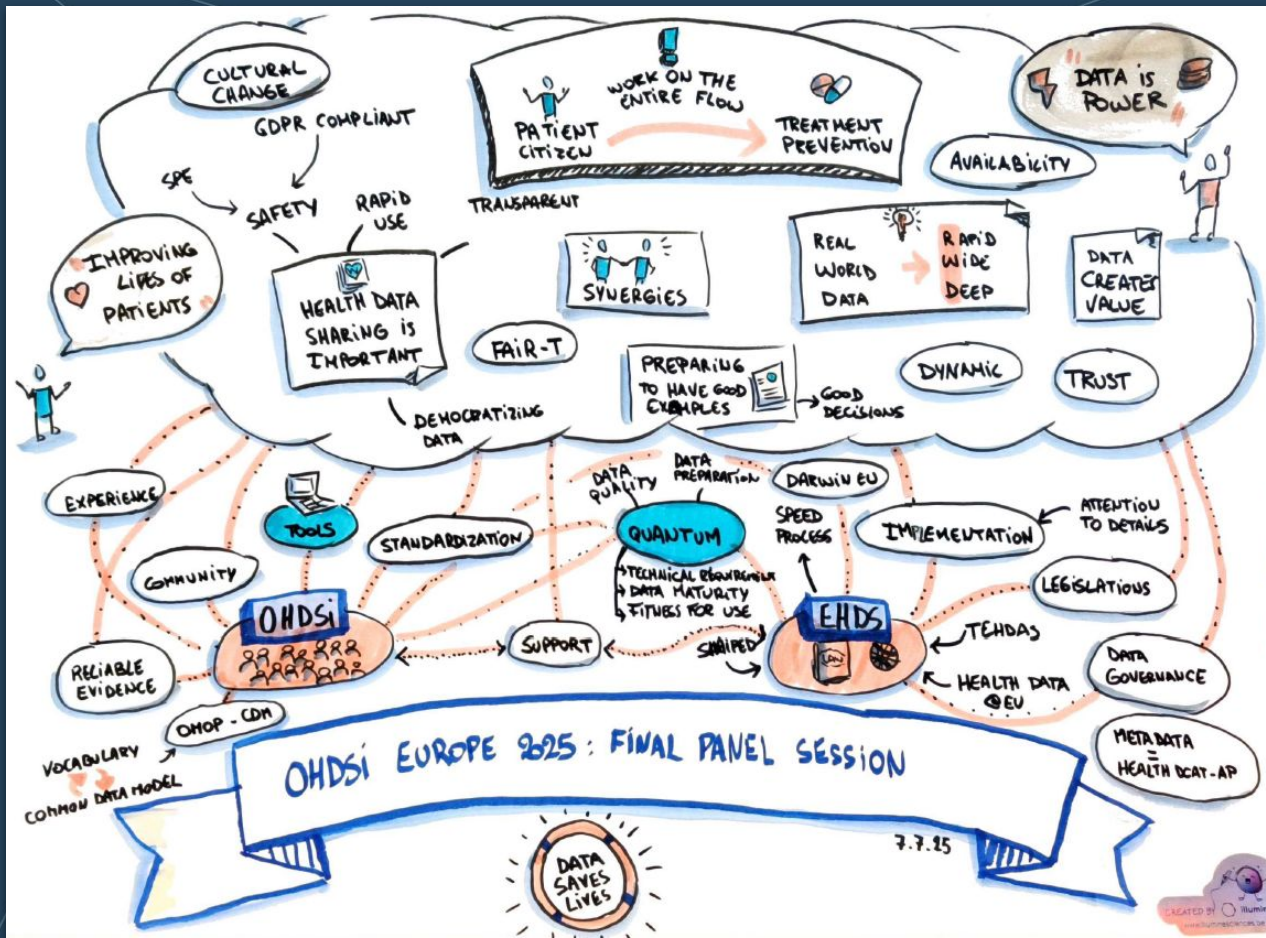 CULTURAL
CHANGE
GDPR COMPLIANT
SPE
SAFETY
RAPID
USE
TRANSPARENT
WORK ON THE
ENTIRE FLOW
PATIENT
CITIZEN
TREATMENT
PREVENTION
DATA IS
POWER
AVAILABILITY
IMPROVING
LIFES OF
PATIENTS
HEALTH DATA
SHARING IS
IMPORTANT
SYNERGIES
REAL
WORLD
DATA
RAPID
WIDE
DEEP
DATA
CREATES
VALUE
FAIR-T
PREPARING
TO HAVE GOOD
EXAMPLES
GOOD
DECISIONS
DYNAMIC
TRUST
DEMOCRATIZING
DATA
EXPERIENCE
TOOLS
STANDARDIZATION
COMMUNITY
DATA
QUALITY
DATA
PREPARATION
QUANTUM
TECHNICAL REQUIREMENT
DATA MATURITY
FITNESS FOR USE
DARWIN EU
SPEED
PROCESS
IMPLEMENTATION
ATTENTION
TO DETAILS
LEGISLATIONS
OHDSI
SUPPORT
EHDS
LAW
SHAIPED
TEHDAS
HEALTH DATA
@EU
DATA
GOVERNANCE
RELIABLE
EVIDENCE
OMOP-CDM
VOCABULARY
COMMON DATA MODEL
METADATA
=
HEALTH DCAT-AP
OHDSI EUROPE 2025: FINAL PANEL SESSION
7.7.25
DATA
SAVES
LIVES
CREATED BY